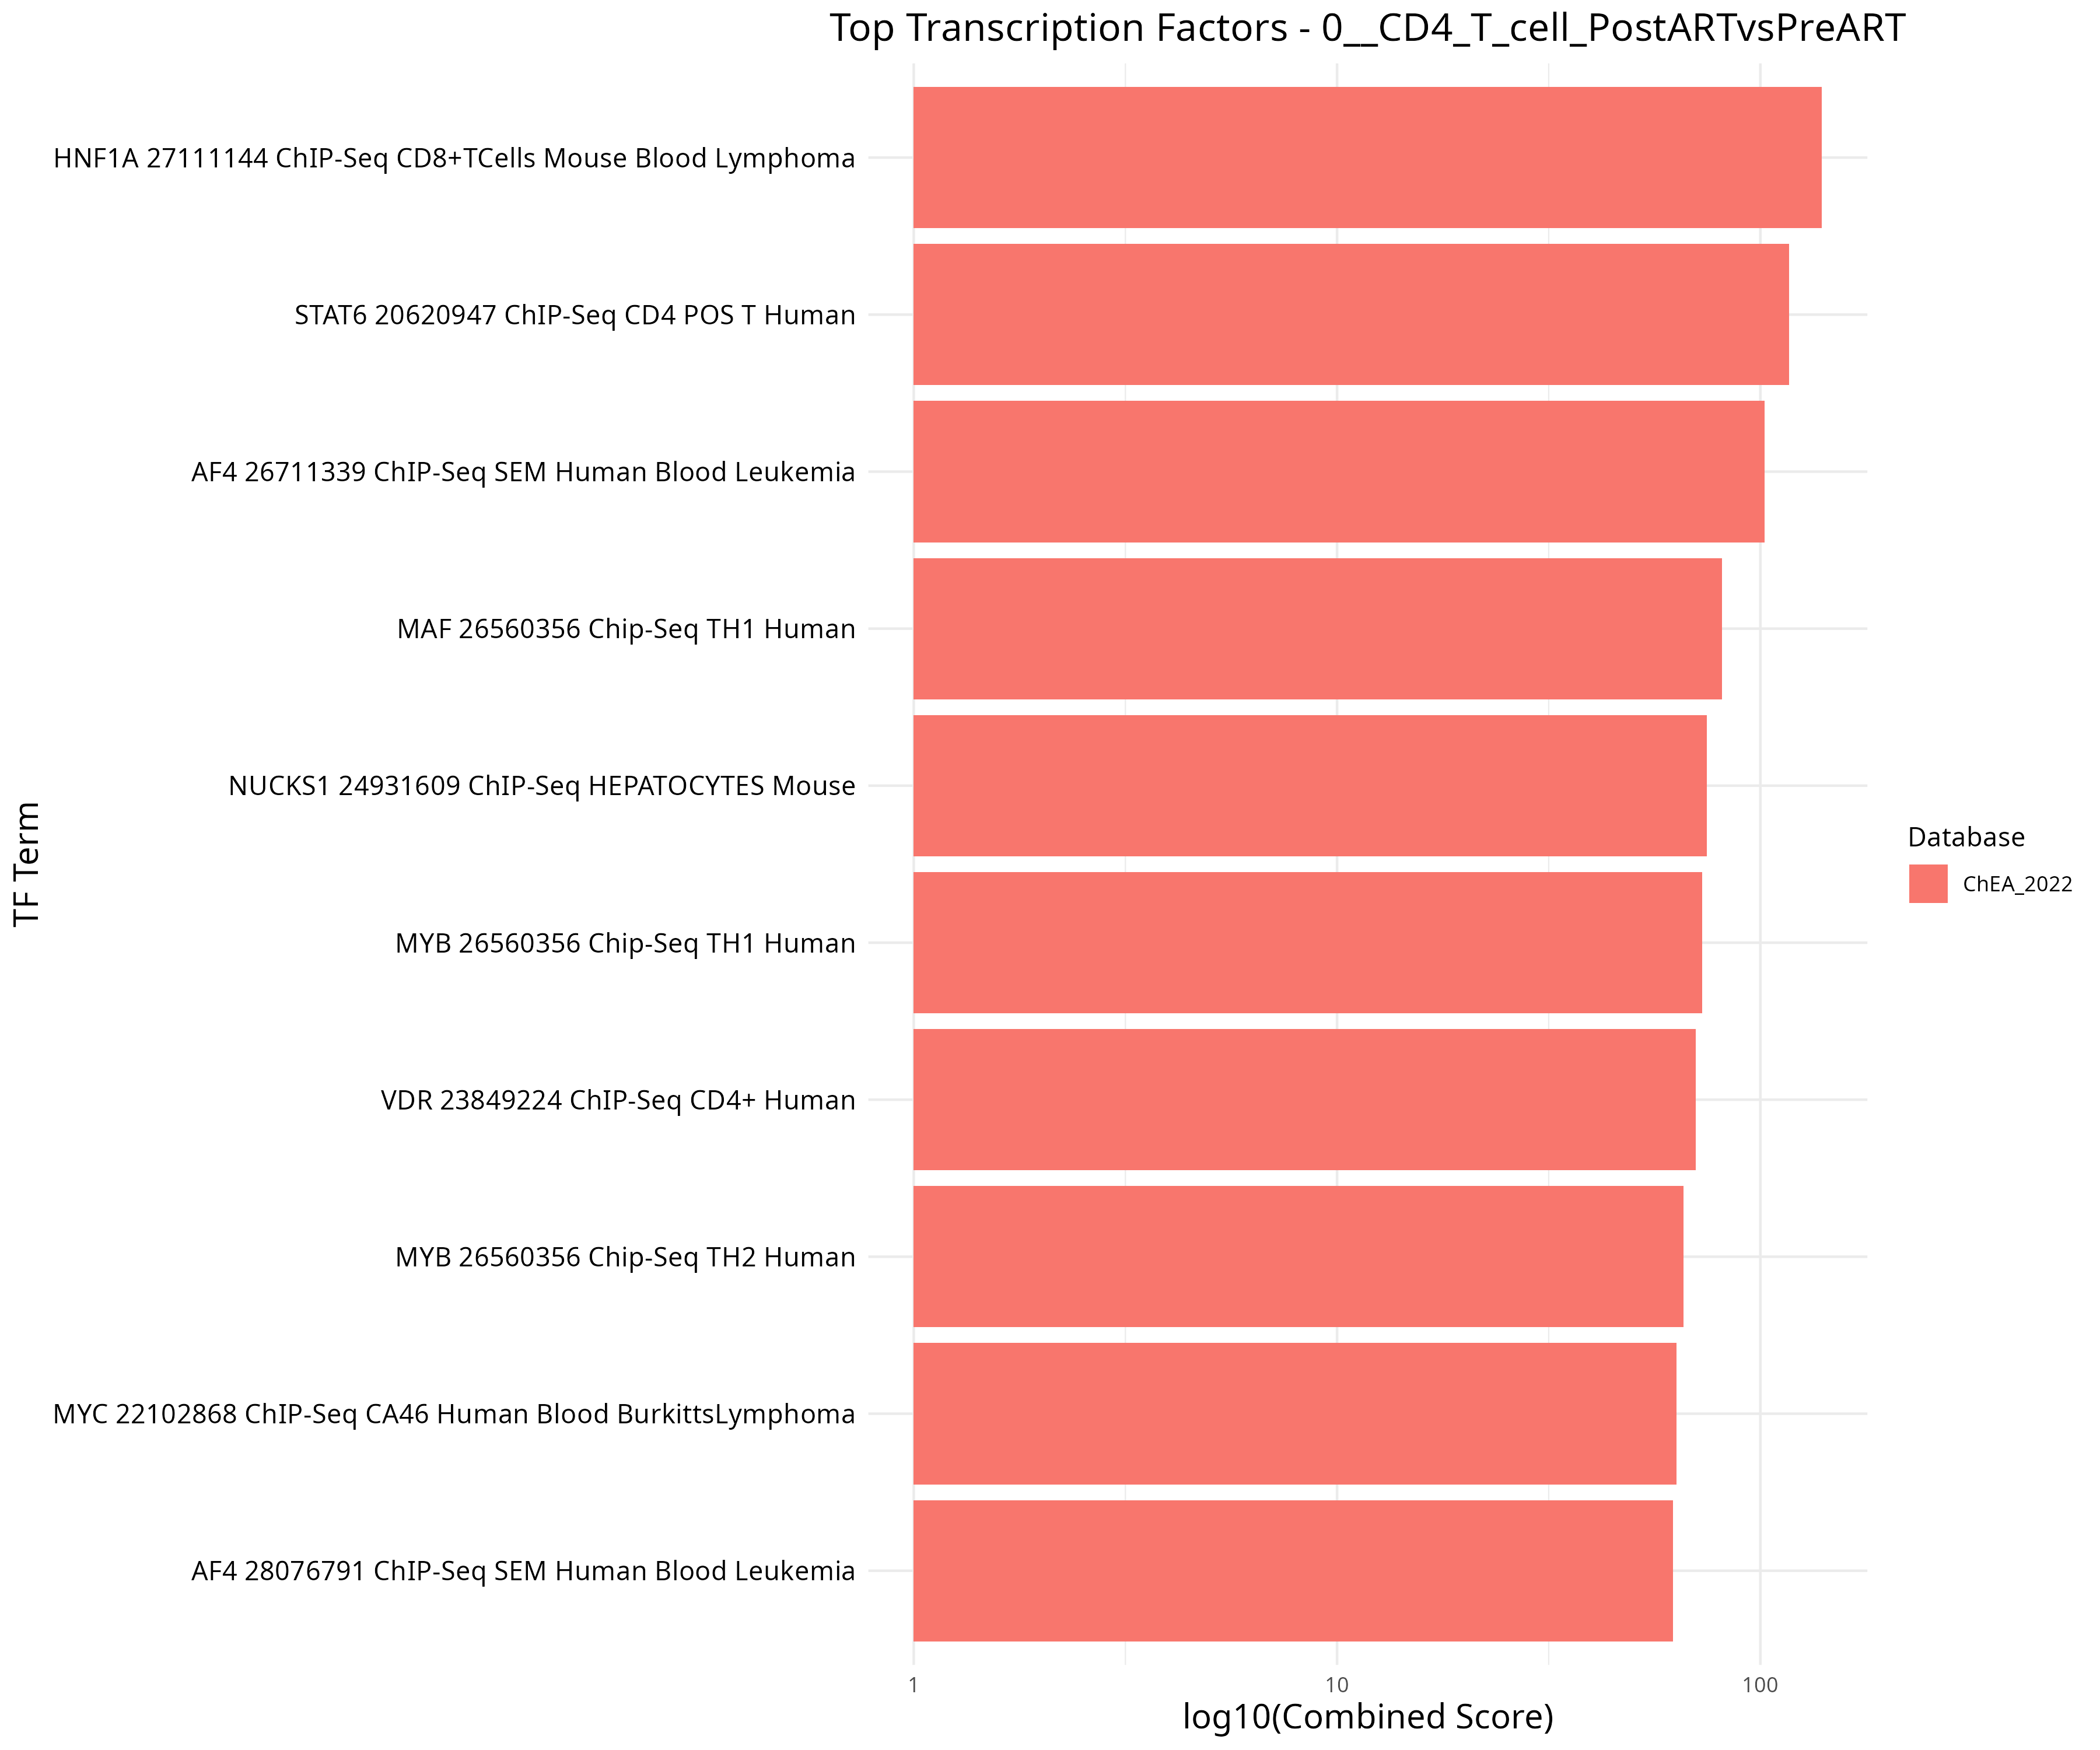 Top Transcription Factors - 0__CD4_T_cell_PostARTvsPreART
HNF1A 27111144 ChIP-Seq CD8+TCells Mouse Blood Lymphoma
STAT6 20620947 ChIP-Seq CD4 POS T Human
AF4 26711339 ChIP-Seq SEM Human Blood Leukemia
MAF 26560356 Chip-Seq TH1 Human
NUCKS1 24931609 ChIP-Seq HEPATOCYTES Mouse
MYB 26560356 Chip-Seq TH1 Human
VDR 23849224 ChIP-Seq CD4+ Human
MYB 26560356 Chip-Seq TH2 Human
MYC 22102868 ChIP-Seq CA46 Human Blood BurkittsLymphoma
AF4 28076791 ChIP-Seq SEM Human Blood Leukemia
TF Term
1 10 100
log10(Combined Score)
Database
ChEA_2022